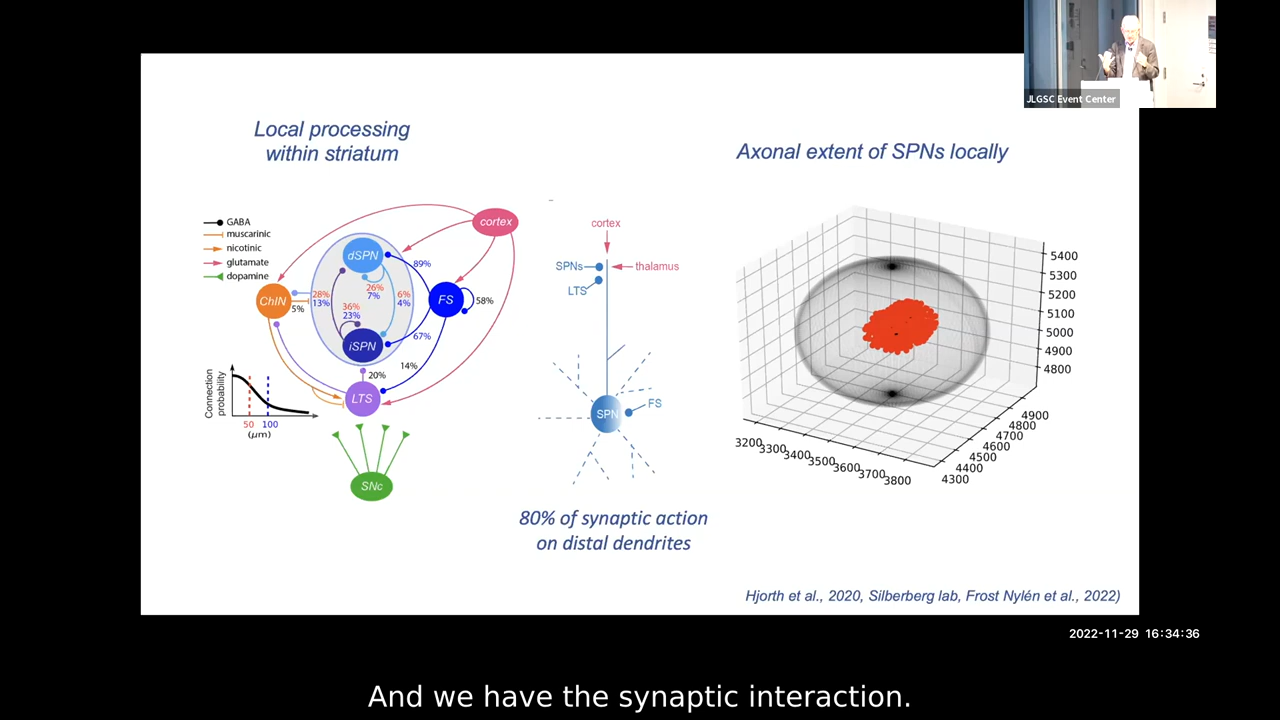 JLGSC Event Center
Local processing
within striatum
Axonal extent of SPNs locally
GABA
muscarinic
nicotinic
glutamate
dopamine
cortex
dSPN
89%
26%
7%
28%
13%
6%
4%
ChIN
5%
FS
58%
36%
23%
iSPN
67%
14%
20%
LTS
Connection
probability
50 100
(μm)
SNc
cortex
SPNs
thalamus
LTS
SPN
FS
80% of synaptic action
on distal dendrites
5400
5300
5200
5100
5000
4900
4800
3200
3300
3400
3500
3600
3700
3800
4900
4800
4700
4600
4500
4400
4300
Hjorth et al., 2020, Silberberg lab, Frost Nylén et al., 2022)
2022-11-29 16:34:36
And we have the synaptic interaction.